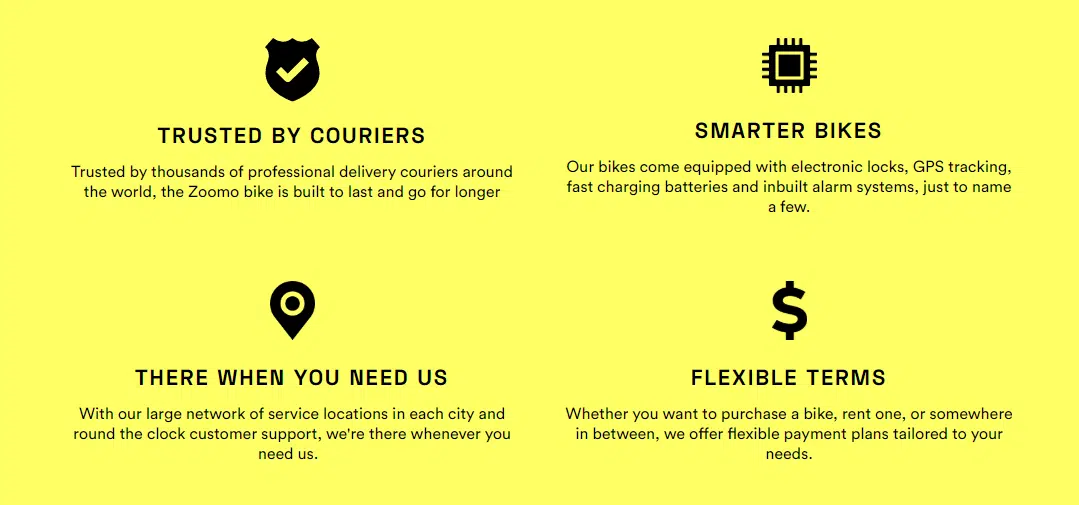 TRUSTED BY COURIERS
Trusted by thousands of professional delivery couriers around
the world, the Zoomo bike is built to last and go for longer
SMARTER BIKES
Our bikes come equipped with electronic locks, GPS tracking,
fast charging batteries and inbuilt alarm systems, just to name
a few.
THERE WHEN YOU NEED US
With our large network of service locations in each city and
round the clock customer support, we're there whenever you
need us.
FLEXIBLE TERMS
Whether you want to purchase a bike, rent one, or somewhere
in between, we offer flexible payment plans tailored to your
needs.